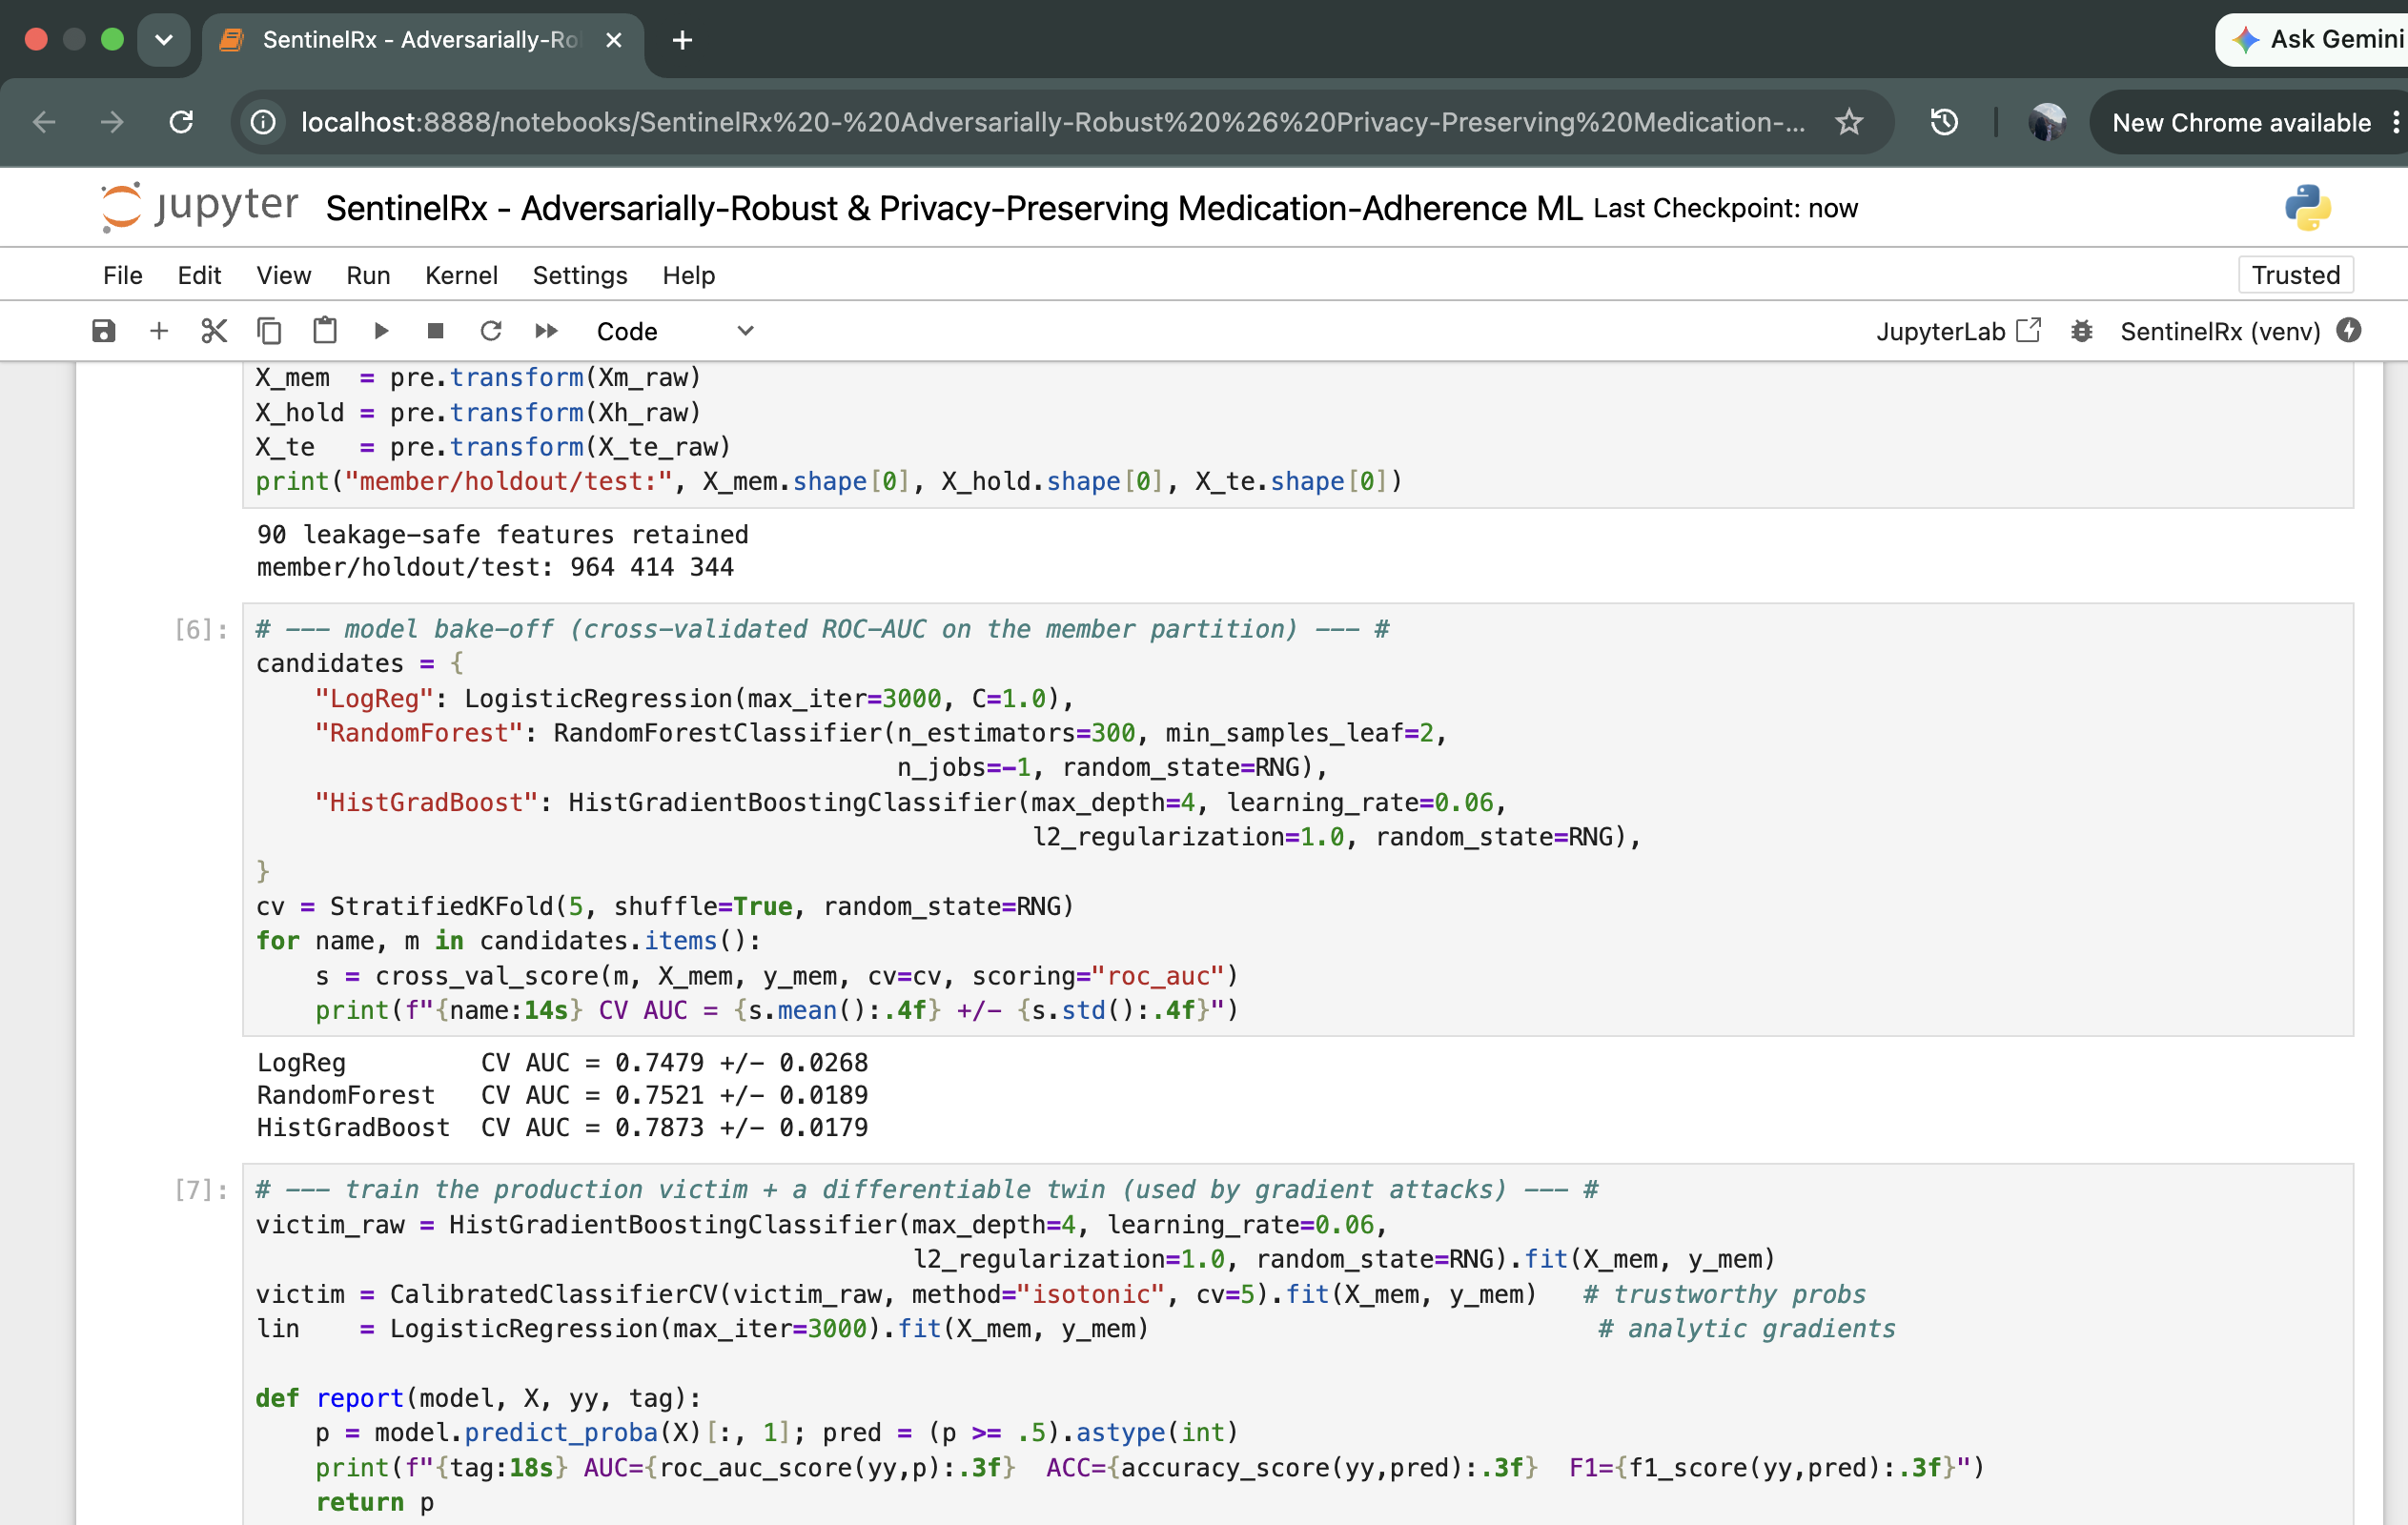 SentinelRx - Adversarially-Ro
Ask Gemini
localhost:8888/notebooks/SentinelRx%20-%20Adversarially-Robust%20%26%20Privacy-Preserving%20Medication-...
New Chrome available
jupyter SentinelRx - Adversarially-Robust & Privacy-Preserving Medication-Adherence ML Last Checkpoint: now
File Edit View Run Kernel Settings Help Trusted
Code JupyterLab SentinelRx (venv)
X_mem  = pre.transform(Xm_raw)
X_hold = pre.transform(Xh_raw)
X_te   = pre.transform(X_te_raw)
print("member/holdout/test:", X_mem.shape[0], X_hold.shape[0], X_te.shape[0])
90 leakage-safe features retained
member/holdout/test: 964 414 344
[6]: # --- model bake-off (cross-validated ROC-AUC on the member partition) --- #
candidates = {
    "LogReg": LogisticRegression(max_iter=3000, C=1.0),
    "RandomForest": RandomForestClassifier(n_estimators=300, min_samples_leaf=2,
                                           n_jobs=-1, random_state=RNG),
    "HistGradBoost": HistGradientBoostingClassifier(max_depth=4, learning_rate=0.06,
                                                    l2_regularization=1.0, random_state=RNG),
}
cv = StratifiedKFold(5, shuffle=True, random_state=RNG)
for name, m in candidates.items():
    s = cross_val_score(m, X_mem, y_mem, cv=cv, scoring="roc_auc")
    print(f"{name:14s} CV AUC = {s.mean():.4f} +/- {s.std():.4f}")
LogReg         CV AUC = 0.7479 +/- 0.0268
RandomForest   CV AUC = 0.7521 +/- 0.0189
HistGradBoost  CV AUC = 0.7873 +/- 0.0179
[7]: # --- train the production victim + a differentiable twin (used by gradient attacks) --- #
victim_raw = HistGradientBoostingClassifier(max_depth=4, learning_rate=0.06,
                                            l2_regularization=1.0, random_state=RNG).fit(X_mem, y_mem)
victim = CalibratedClassifierCV(victim_raw, method="isotonic", cv=5).fit(X_mem, y_mem)   # trustworthy probs
lin    = LogisticRegression(max_iter=3000).fit(X_mem, y_mem)                              # analytic gradients
def report(model, X, yy, tag):
    p = model.predict_proba(X)[:, 1]; pred = (p >= .5).astype(int)
    print(f"{tag:18s} AUC={roc_auc_score(yy,p):.3f}  ACC={accuracy_score(yy,pred):.3f}  F1={f1_score(yy,pred):.3f}")
    return p